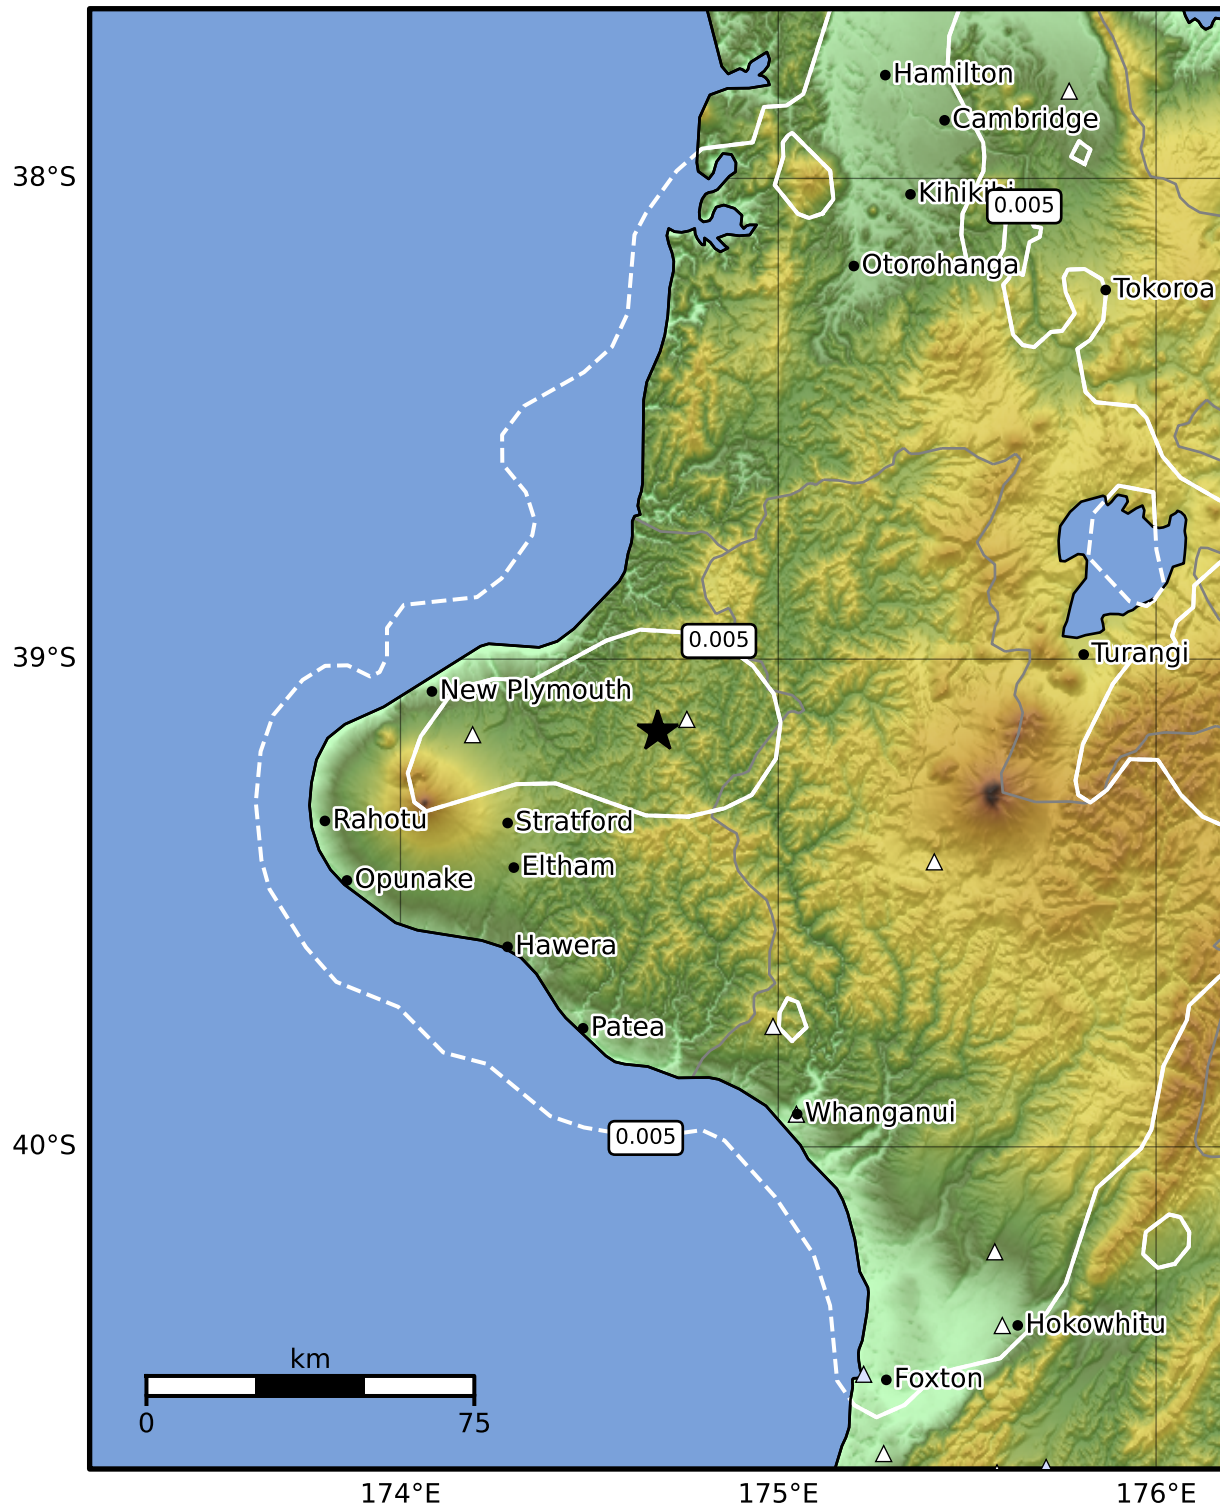 Hamilton
Cambridge
38°S
Kihikihi
0.005
Otorohanga
Tokoroa
0.005
39°S
Turangi
New Plymouth
Rahotu
Stratford
Eltham
Opunake
Hawera
Patea
Whanganui
0.005
40°S
Hokowhitu
km
Foxton
0
75
174°E
175°E
176°E